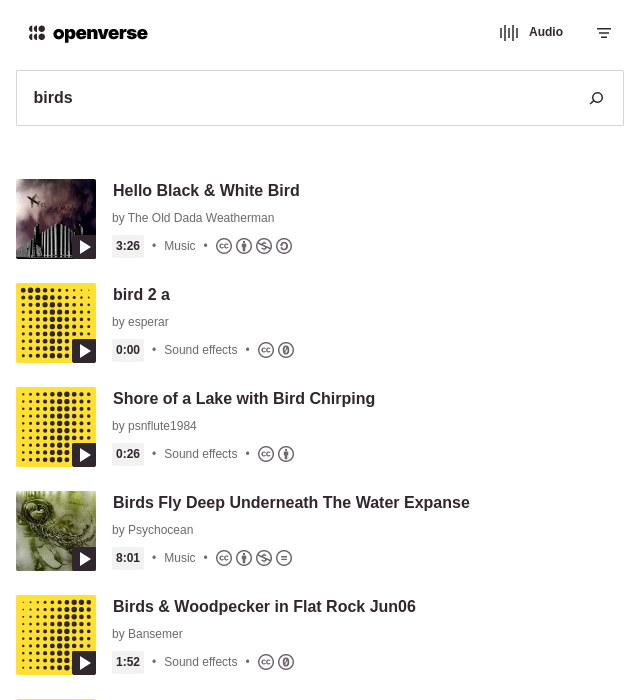 openverse
Audio
birds
Hello Black & White Bird
by The Old Dada Weatherman
3:26 • Music •
bird 2 a
by esperar
0:00 • Sound effects •
Shore of a Lake with Bird Chirping
by psnflute1984
0:26 • Sound effects •
Birds Fly Deep Underneath The Water Expanse
by Psychocean
8:01 • Music •
Birds & Woodpecker in Flat Rock Jun06
by Bansemer
1:52 • Sound effects •